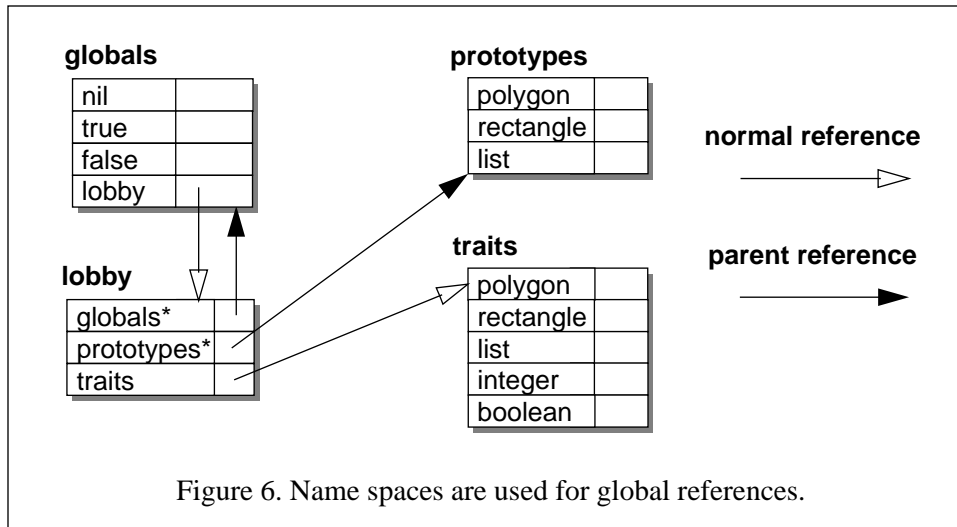 globals
nil
true
false
lobby
prototypes
polygon
rectangle
list
normal reference
lobby
globals*
prototypes*
traits
traits
polygon
rectangle
list
integer
boolean
parent reference
Figure 6. Name spaces are used for global references.